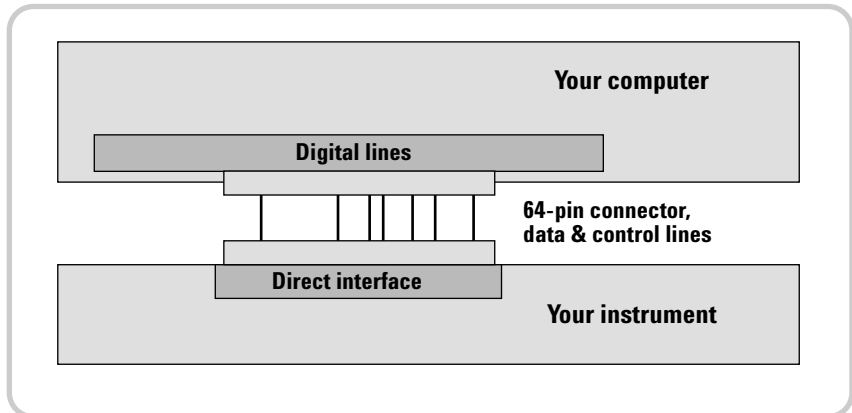 Your computer
Digital lines
64-pin connector,
data & control lines
Direct interface
Your instrument